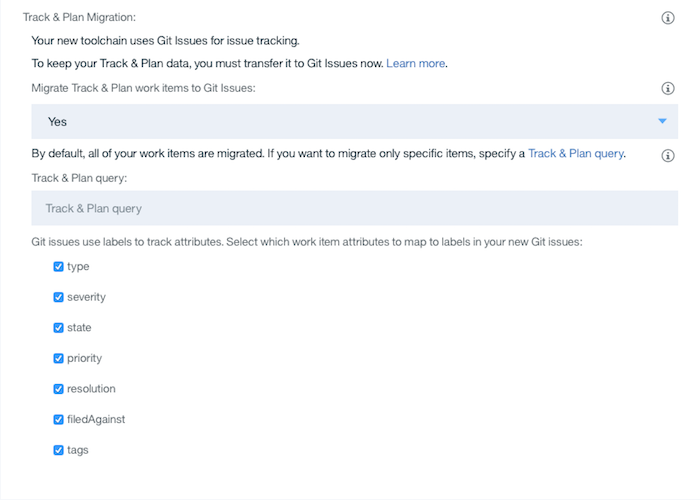 Track & Plan Migration:
Your new toolchain uses Git Issues for issue tracking.
To keep your Track & Plan data, you must transfer it to Git Issues now. Learn more.
Migrate Track & Plan work items to Git Issues:
Yes
By default, all of your work items are migrated. If you want to migrate only specific items, specify a Track & Plan query.
Track & Plan query:
Track & Plan query
Git issues use labels to track attributes. Select which work item attributes to map to labels in your new Git issues:
type
severity
state
priority
resolution
filedAgainst
tags